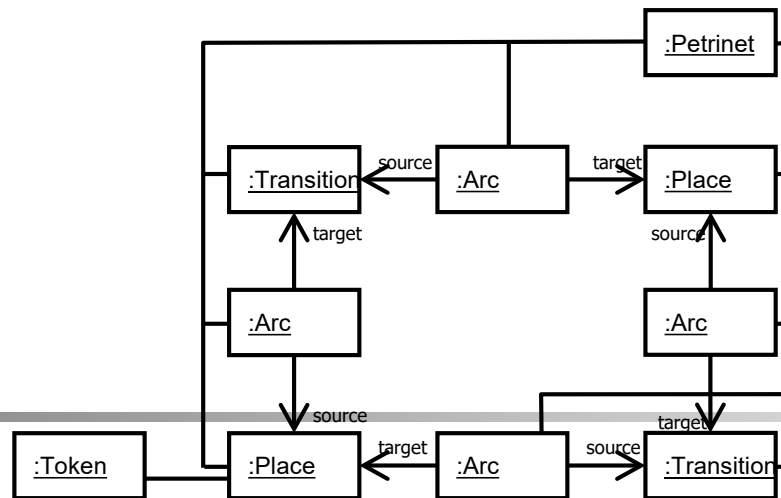 :Petrinet
source
target
:Transition
:Arc
:Place
target
source
:Arc
:Arc
source
target
target
source
:Token
:Place
:Arc
:Transition